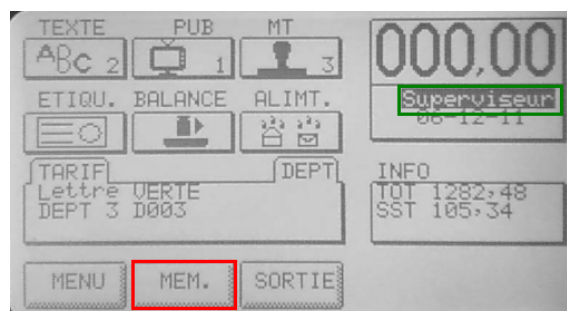 TEXTE PUB MT
ABC 2 1 3
000,00
ETIQU. BALANCE ALIMT.
Superviseur
06-12-11
TARIF DEPT
Lettre VERTE
DEPT 3 D003
INFO
TOT 1282,48
SST 105,34
MENU MEM. SORTIE